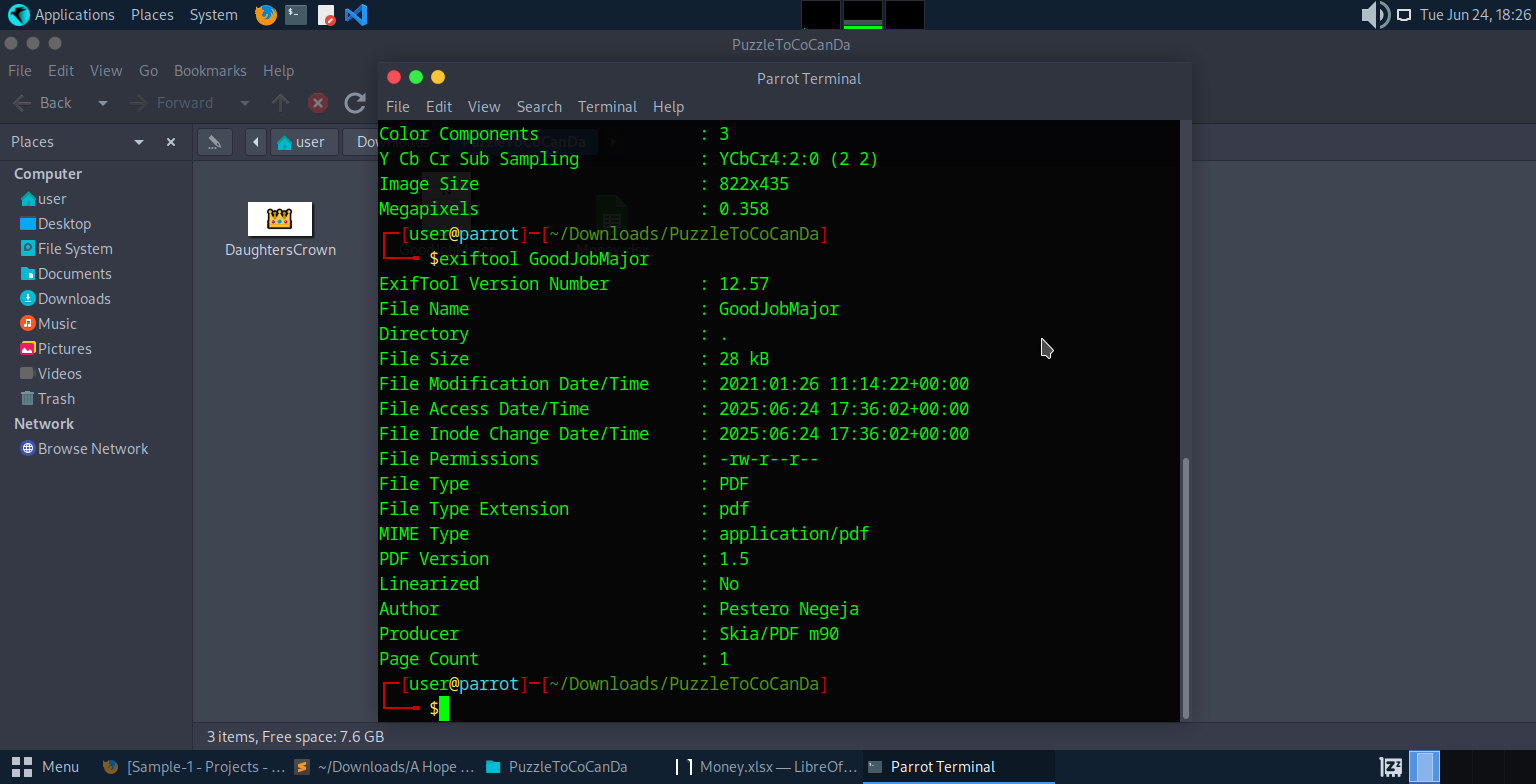 Applications Places System Tue Jun 24, 18:26
PuzzleToCoCanDa
File Edit View Go Bookmarks Help
Back Forward
Parrot Terminal
File Edit View Search Terminal Help
Places
user
Computer
user
Desktop
File System
Documents
Downloads
Music
Pictures
Videos
Trash
Network
Browse Network
DaughtersCrown
Color Components : 3
Y Cb Cr Sub Sampling : YCbCr4:2:0 (2 2)
Image Size : 822x435
Megapixels : 0.358
[user@parrot]─[~/Downloads/PuzzleToCoCanDa]
$exiftool GoodJobMajor
ExifTool Version Number : 12.57
File Name : GoodJobMajor
Directory : .
File Size : 28 kB
File Modification Date/Time : 2021:01:26 11:14:22+00:00
File Access Date/Time : 2025:06:24 17:36:02+00:00
File Inode Change Date/Time : 2025:06:24 17:36:02+00:00
File Permissions : -rw-r--r--
File Type : PDF
File Type Extension : pdf
MIME Type : application/pdf
PDF Version : 1.5
Linearized : No
Author : Pestero Negeja
Producer : Skia/PDF m90
Page Count : 1
[user@parrot]─[~/Downloads/PuzzleToCoCanDa]
$
3 items, Free space: 7.6 GB
Menu [Sample-1 - Projects - ... ~/Downloads/A Hope ... PuzzleToCoCanDa Money.xlsx — LibreOf... Parrot Terminal